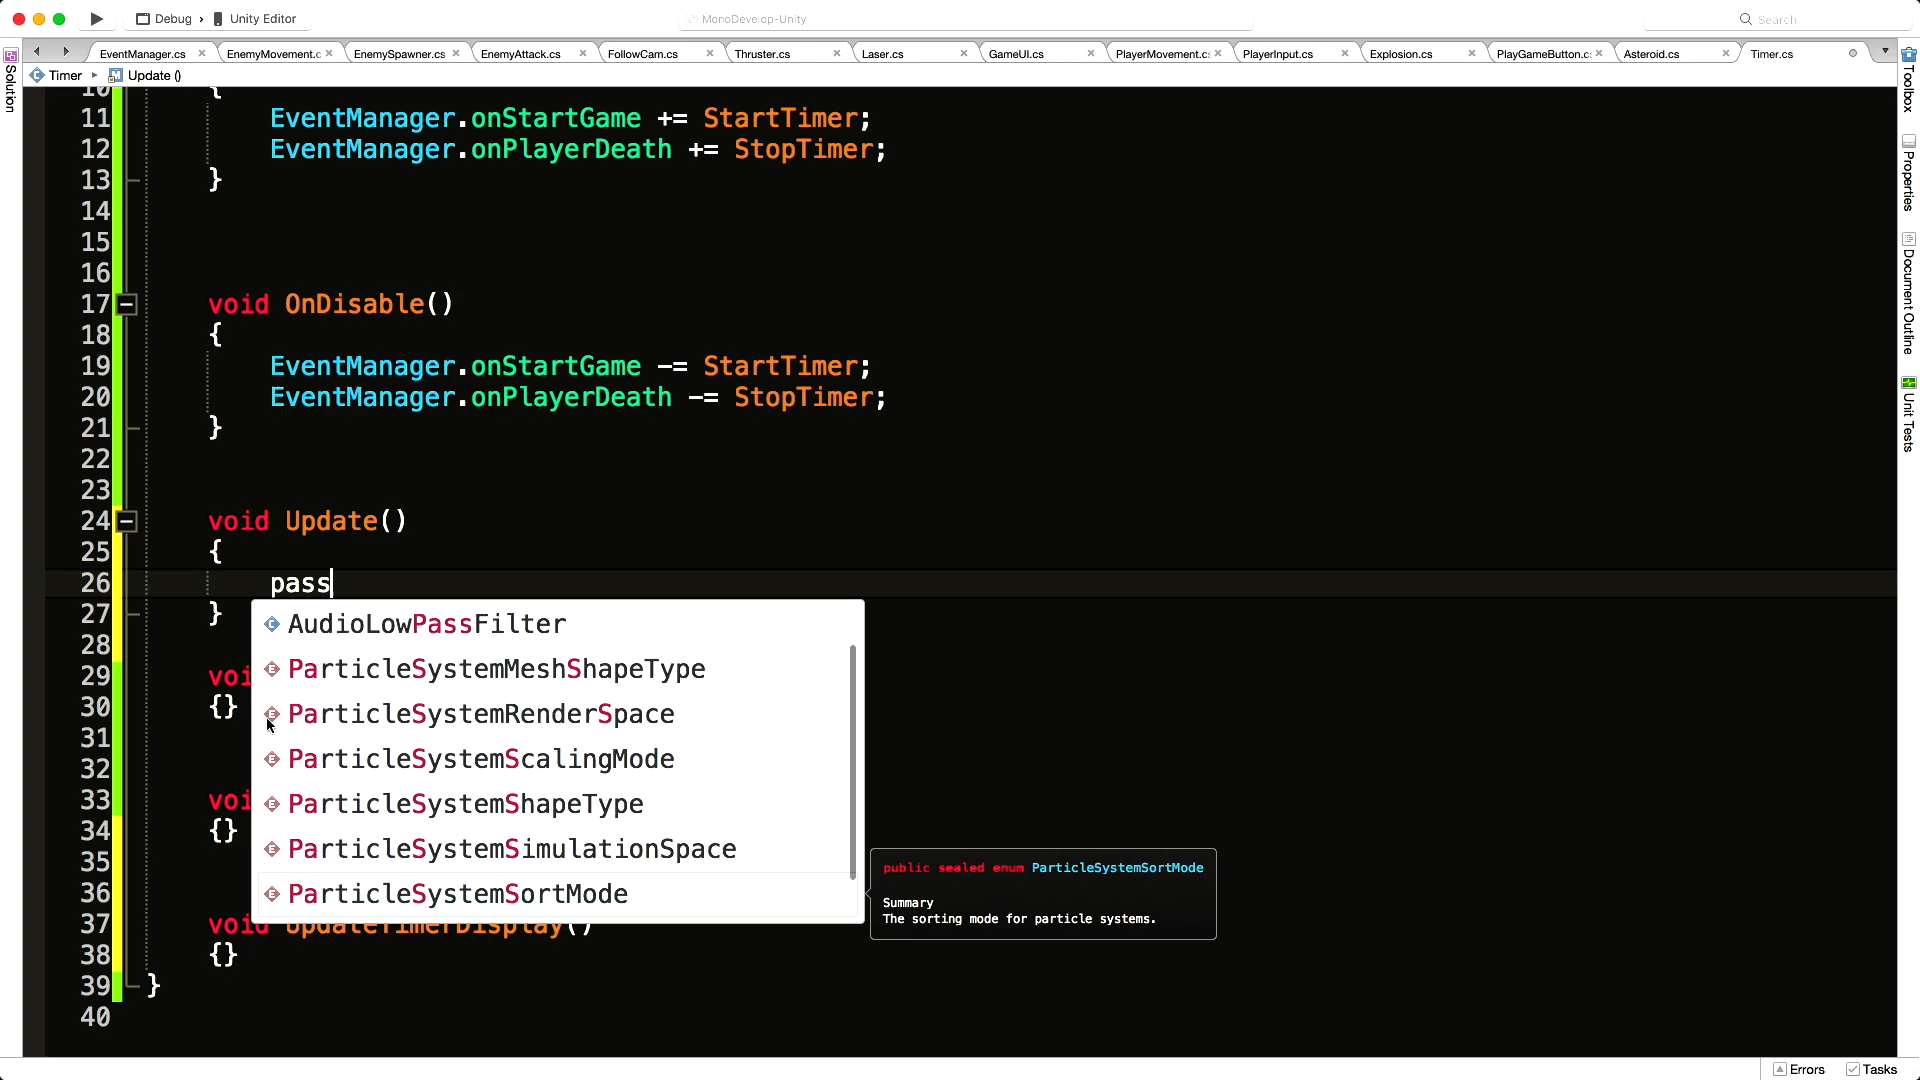 Debug › Unity Editor
MonoDevelop-Unity
Search
EventManager.cs
EnemyMovement.c
EnemySpawner.cs
EnemyAttack.cs
FollowCam.cs
Thruster.cs
Laser.cs
GameUI.cs
PlayerMovement.c
PlayerInput.cs
Explosion.cs
PlayGameButton.c
Asteroid.cs
Timer.cs
Solution
Timer ▸ Update ()
Toolbox
Properties
Document Outline
Unit Tests
10 {
11 EventManager.onStartGame += StartTimer;
12 EventManager.onPlayerDeath += StopTimer;
13 }
14
15
16
17 void OnDisable()
18 {
19 EventManager.onStartGame -= StartTimer;
20 EventManager.onPlayerDeath -= StopTimer;
21 }
22
23
24 void Update()
25 {
26 pass
27 }
28
29 voi
30 {}
31
32
33 voi
34 {}
35
36
37 void UpdateTimerDisplay()
38 {}
39 }
40
AudioLowPassFilter
ParticleSystemMeshShapeType
ParticleSystemRenderSpace
ParticleSystemScalingMode
ParticleSystemShapeType
ParticleSystemSimulationSpace
ParticleSystemSortMode
public sealed enum ParticleSystemSortMode
Summary
The sorting mode for particle systems.
Errors
Tasks